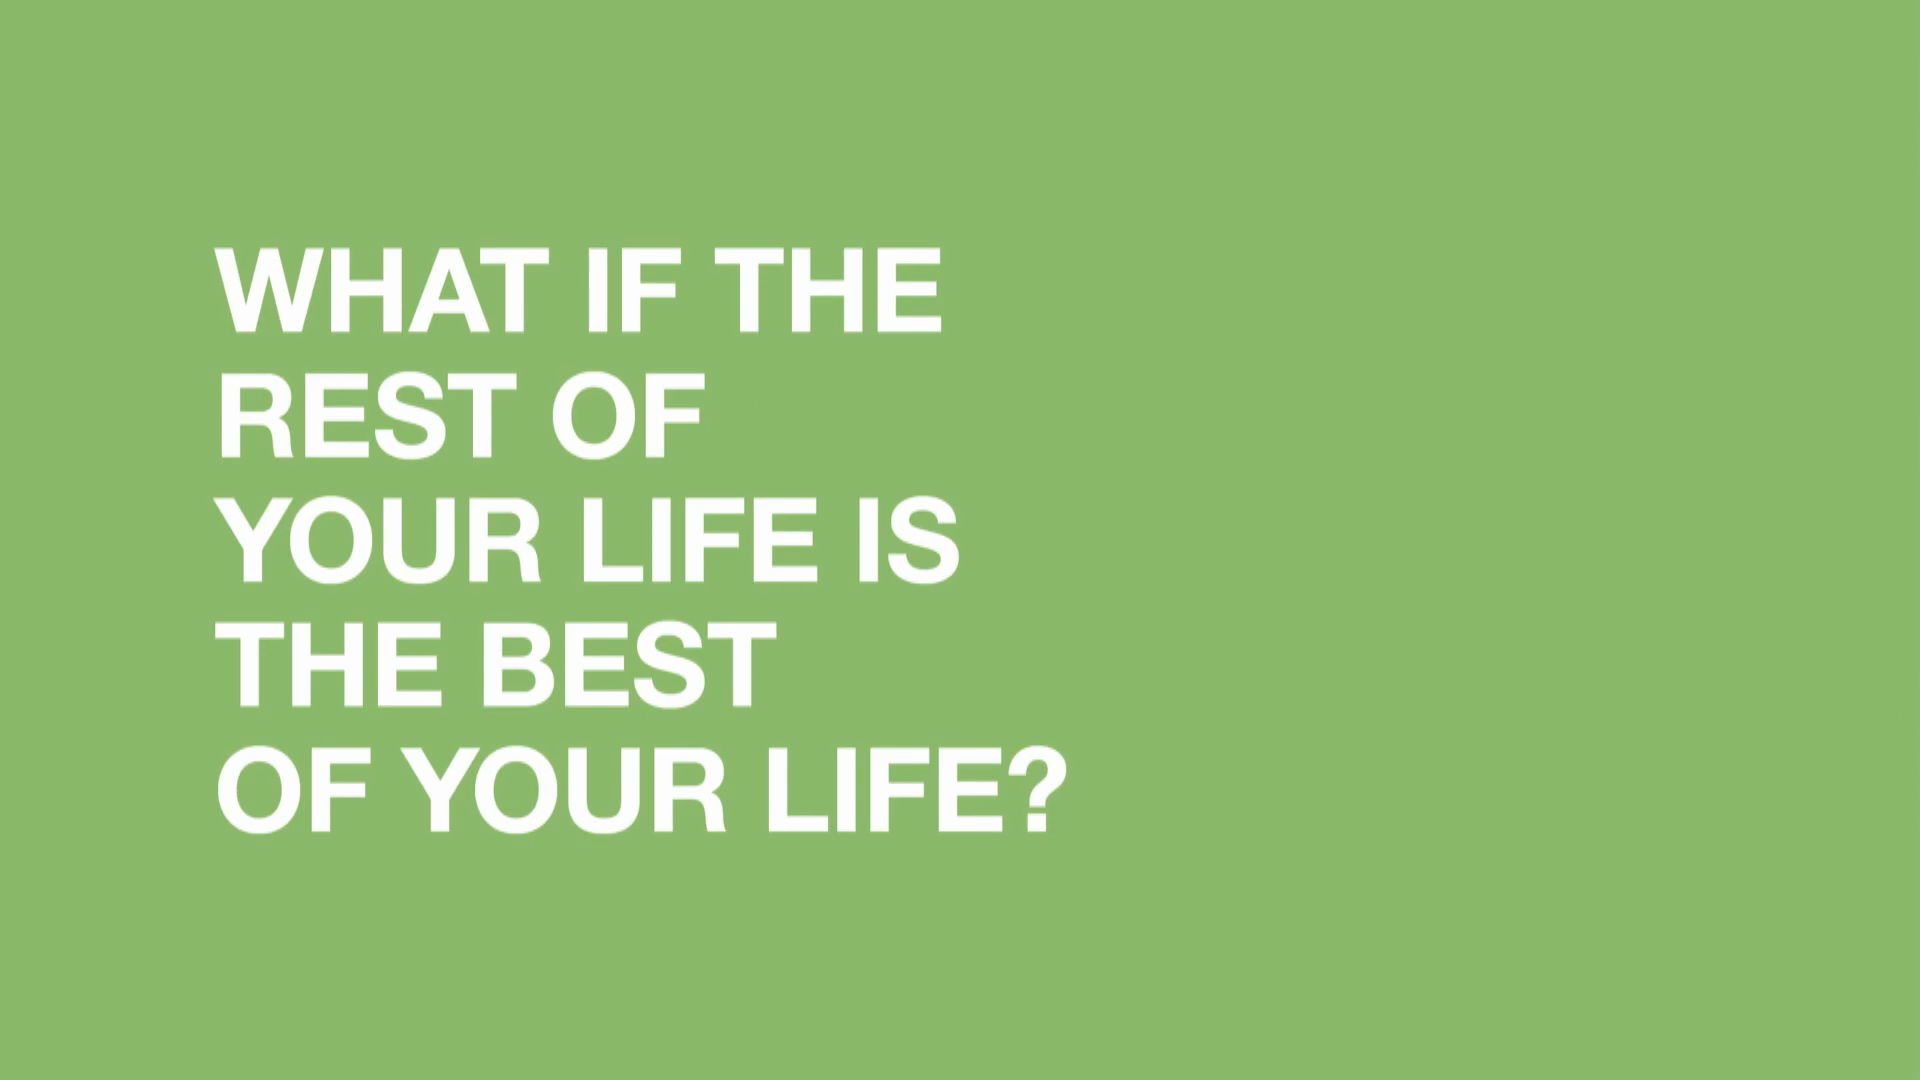 WHAT IF THE
REST OF
YOUR LIFE IS
THE BEST
OF YOUR LIFE?